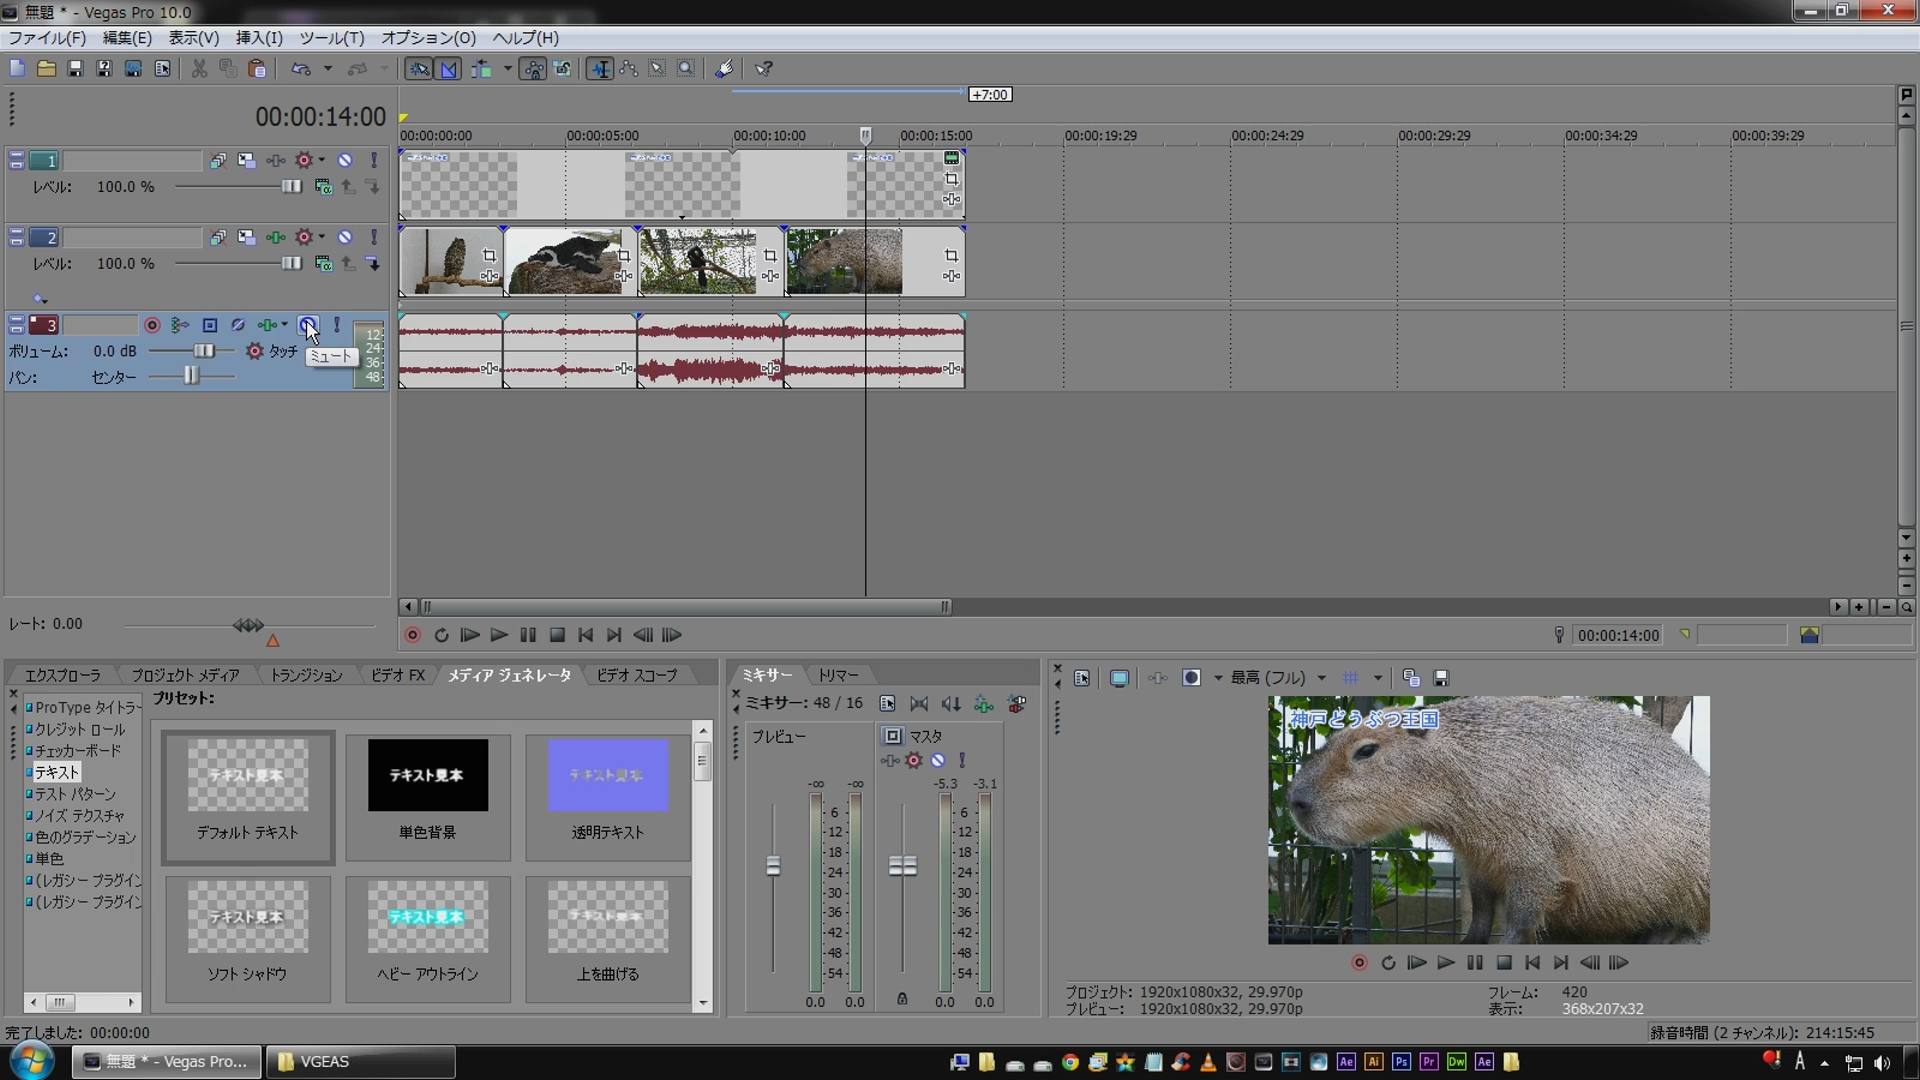 無題 * - Vegas Pro 10.0
ファイル(F) 編集(E) 表示(V) 挿入(I) ツール(T) オプション(O) ヘルプ(H)
+7:00
00:00:14:00
00:00:00:00 00:00:05:00 00:00:10:00 00:00:15:00 00:00:19:29 00:00:24:29 00:00:29:29 00:00:34:29 00:00:39:29
1
レベル: 100.0 %
2
レベル: 100.0 %
3
ボリューム: 0.0 dB タッチ
ミュート
パン: センター
12
24
36
48
レート: 0.00
00:00:14:00
エクスプローラ プロジェクト メディア トランジション ビデオ FX メディア ジェネレータ ビデオ スコープ
ProType タイトラ
クレジット ロール
チェッカーボード
テキスト
テスト パターン
ノイズ テクスチャ
色のグラデーション
単色
(レガシー プラグイン
(レガシー プラグイン
プリセット:
テキスト見本
デフォルト テキスト
テキスト見本
単色背景
テキスト見本
透明テキスト
テキスト見本
ソフト シャドウ
テキスト見本
ヘビー アウトライン
テキスト見本
上を曲げる
ミキサー トリマー
ミキサー: 48 / 16
プレビュー
-∞ -∞
6
12
18
24
30
36
42
48
54
0.0 0.0
マスタ
-5.3 -3.1
6
12
18
24
30
36
42
48
54
0.0 0.0
最高 (フル)
神戸どうぶつ王国
プロジェクト: 1920x1080x32, 29.970p
プレビュー: 1920x1080x32, 29.970p
フレーム: 420
表示: 368x207x32
完了しました: 00:00:00
録音時間 (2 チャンネル): 214:15:45
無題 * - Vegas Pro...
VGEAS
Ae Ai Ps Pr Dw Ae
A